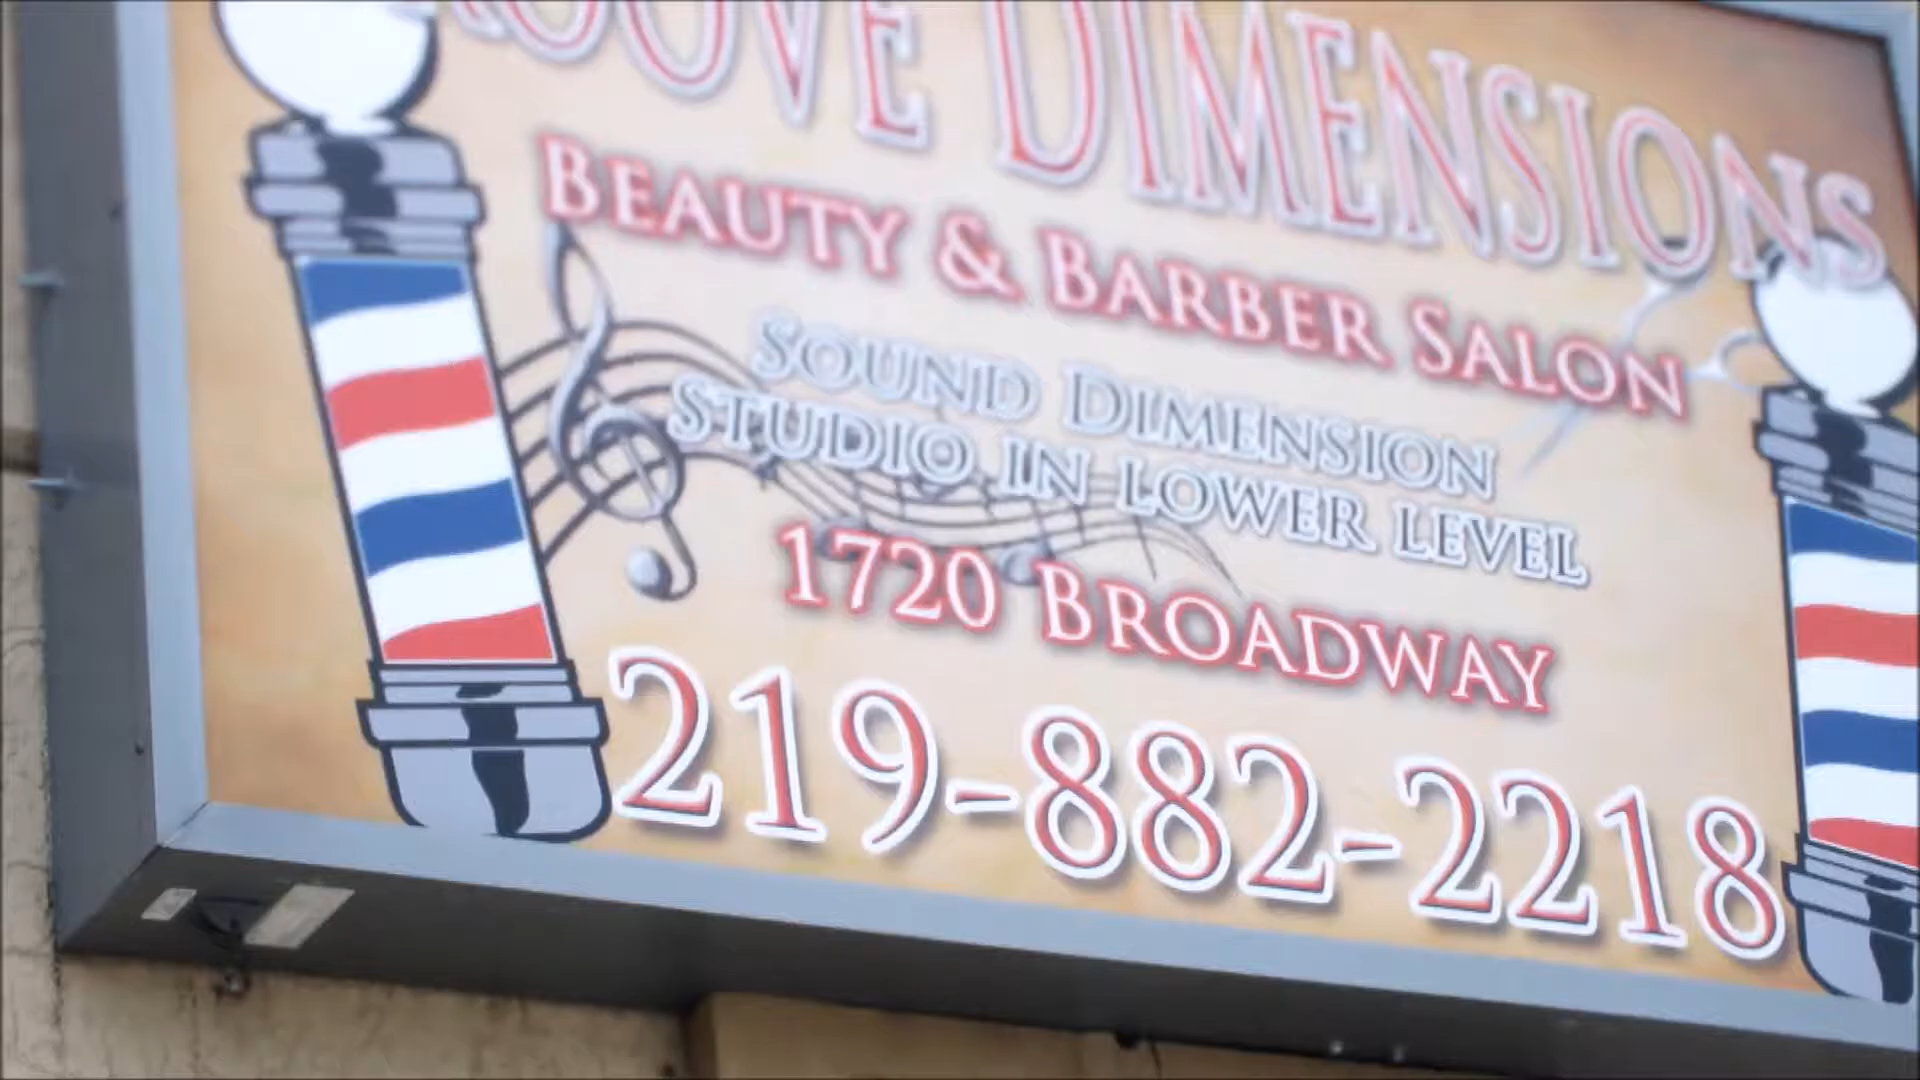 DIMENSIONS
BEAUTY & BARBER SALON
SOUND DIMENSION
STUDIO IN LOWER LEVEL
1720 BROADWAY
219-882-2218